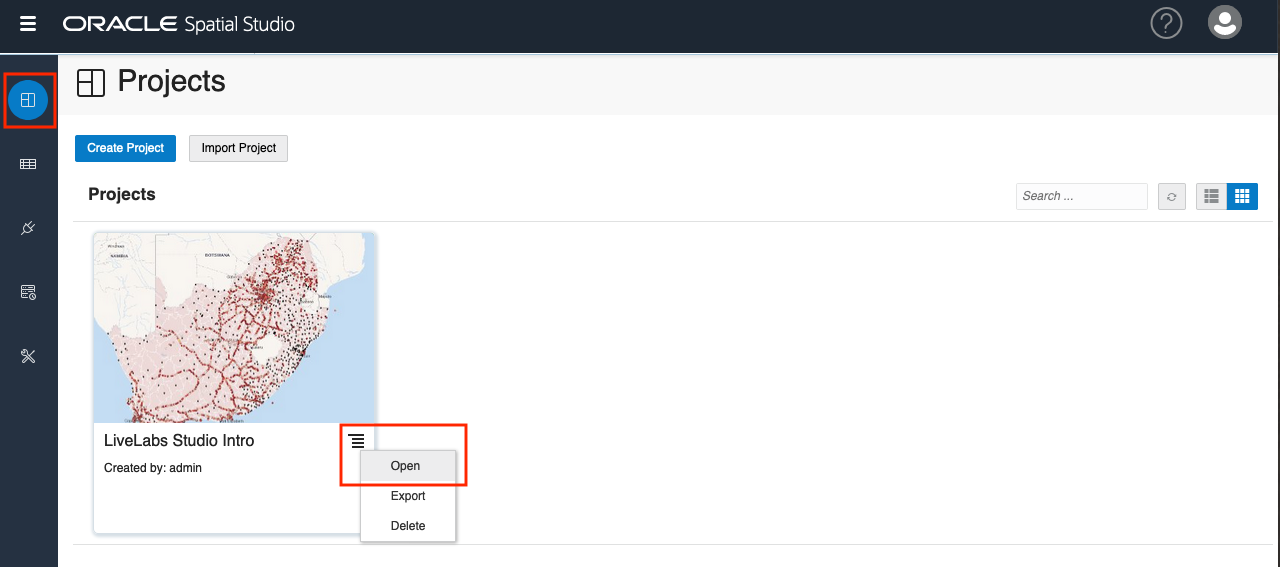 ORACLE Spatial Studio
?
Projects
Create Project
Import Project
Projects
Search ...
NAMIBIA
BOTSWANA
LiveLabs Studio Intro
Created by: admin
Open
Export
Delete